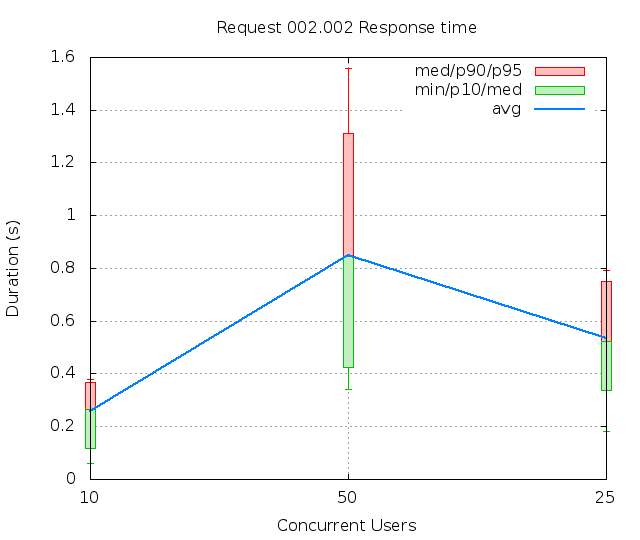 Request 002.002 Response time
1.6
1.4
1.2
1
0.8
0.6
0.4
0.2
0
med/p90/p95
min/p10/med
avg
Duration (s)
10
50
25
Concurrent Users